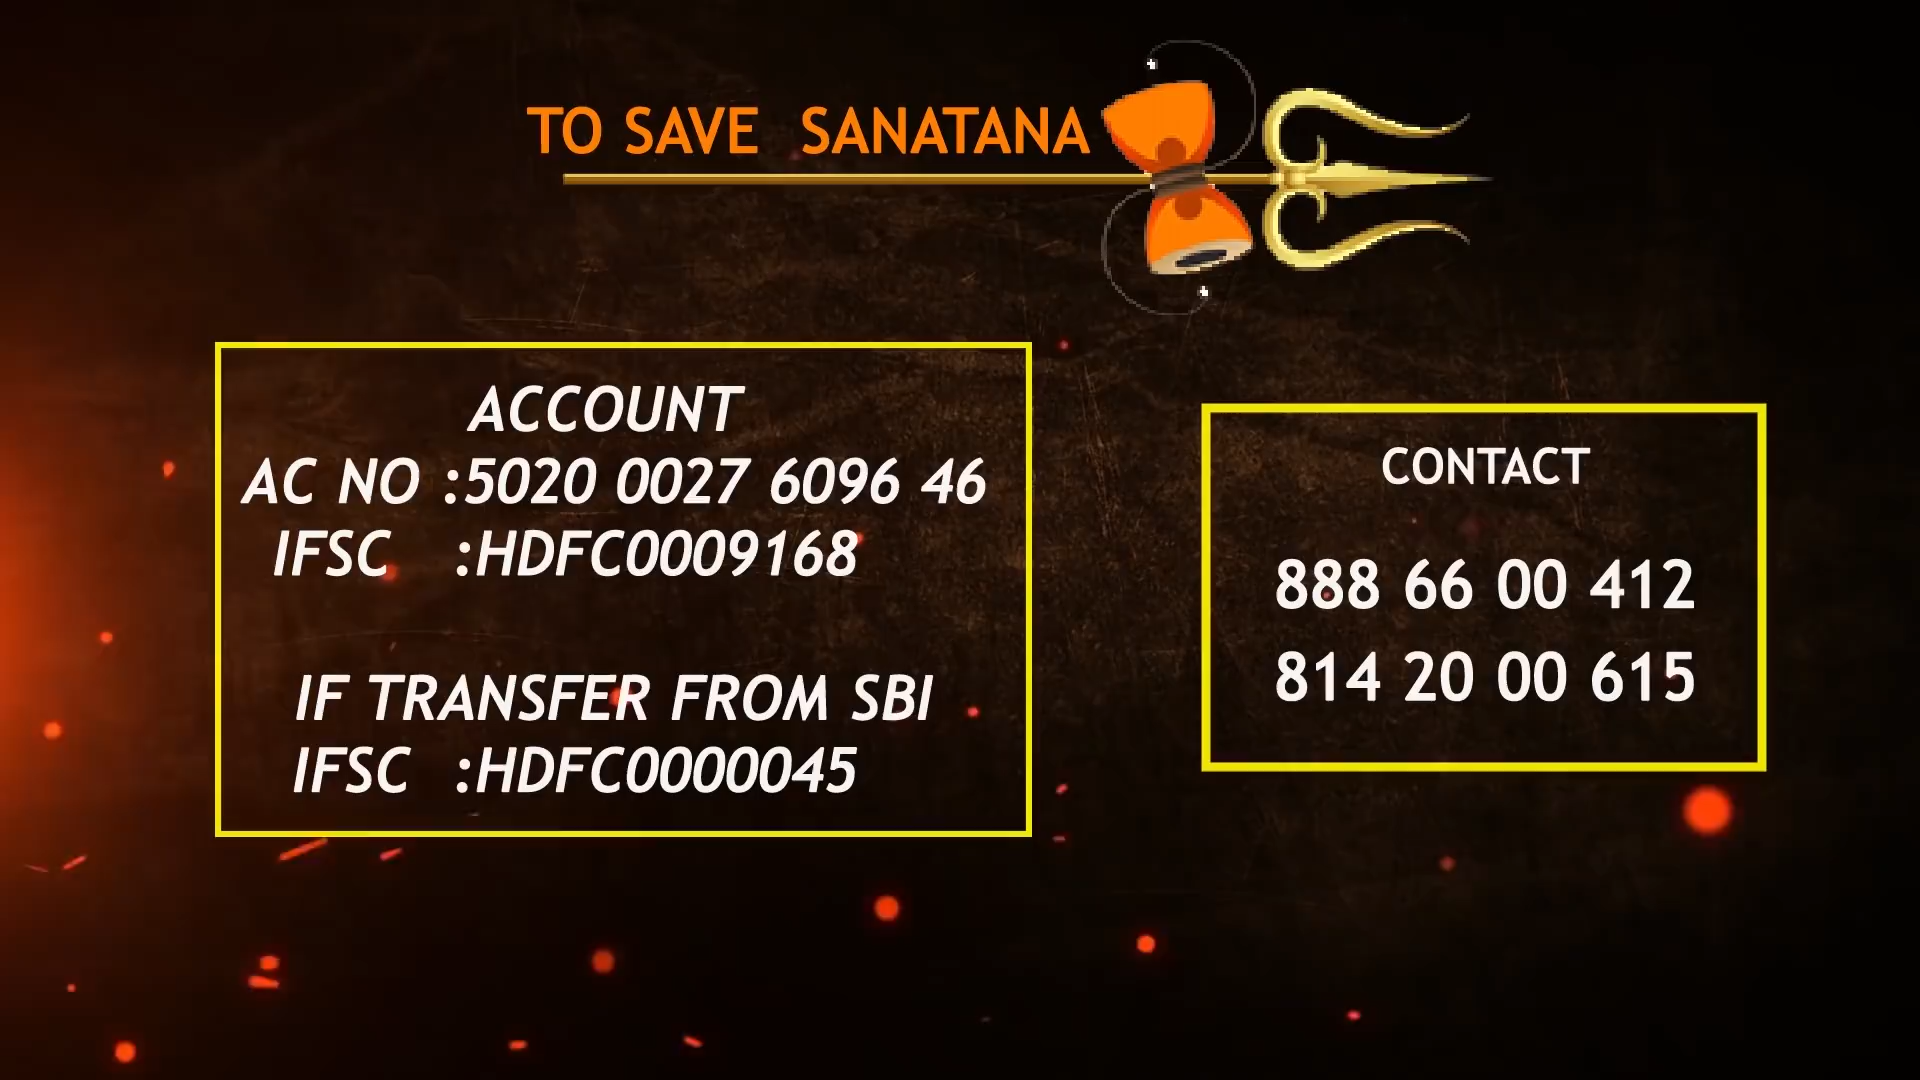 TO SAVE SANATANA
ACCOUNT
AC NO :5020 0027 6096 46
IFSC :HDFC0009168
IF TRANSFER FROM SBI
IFSC :HDFC0000045
CONTACT
888 66 00 412
814 20 00 615